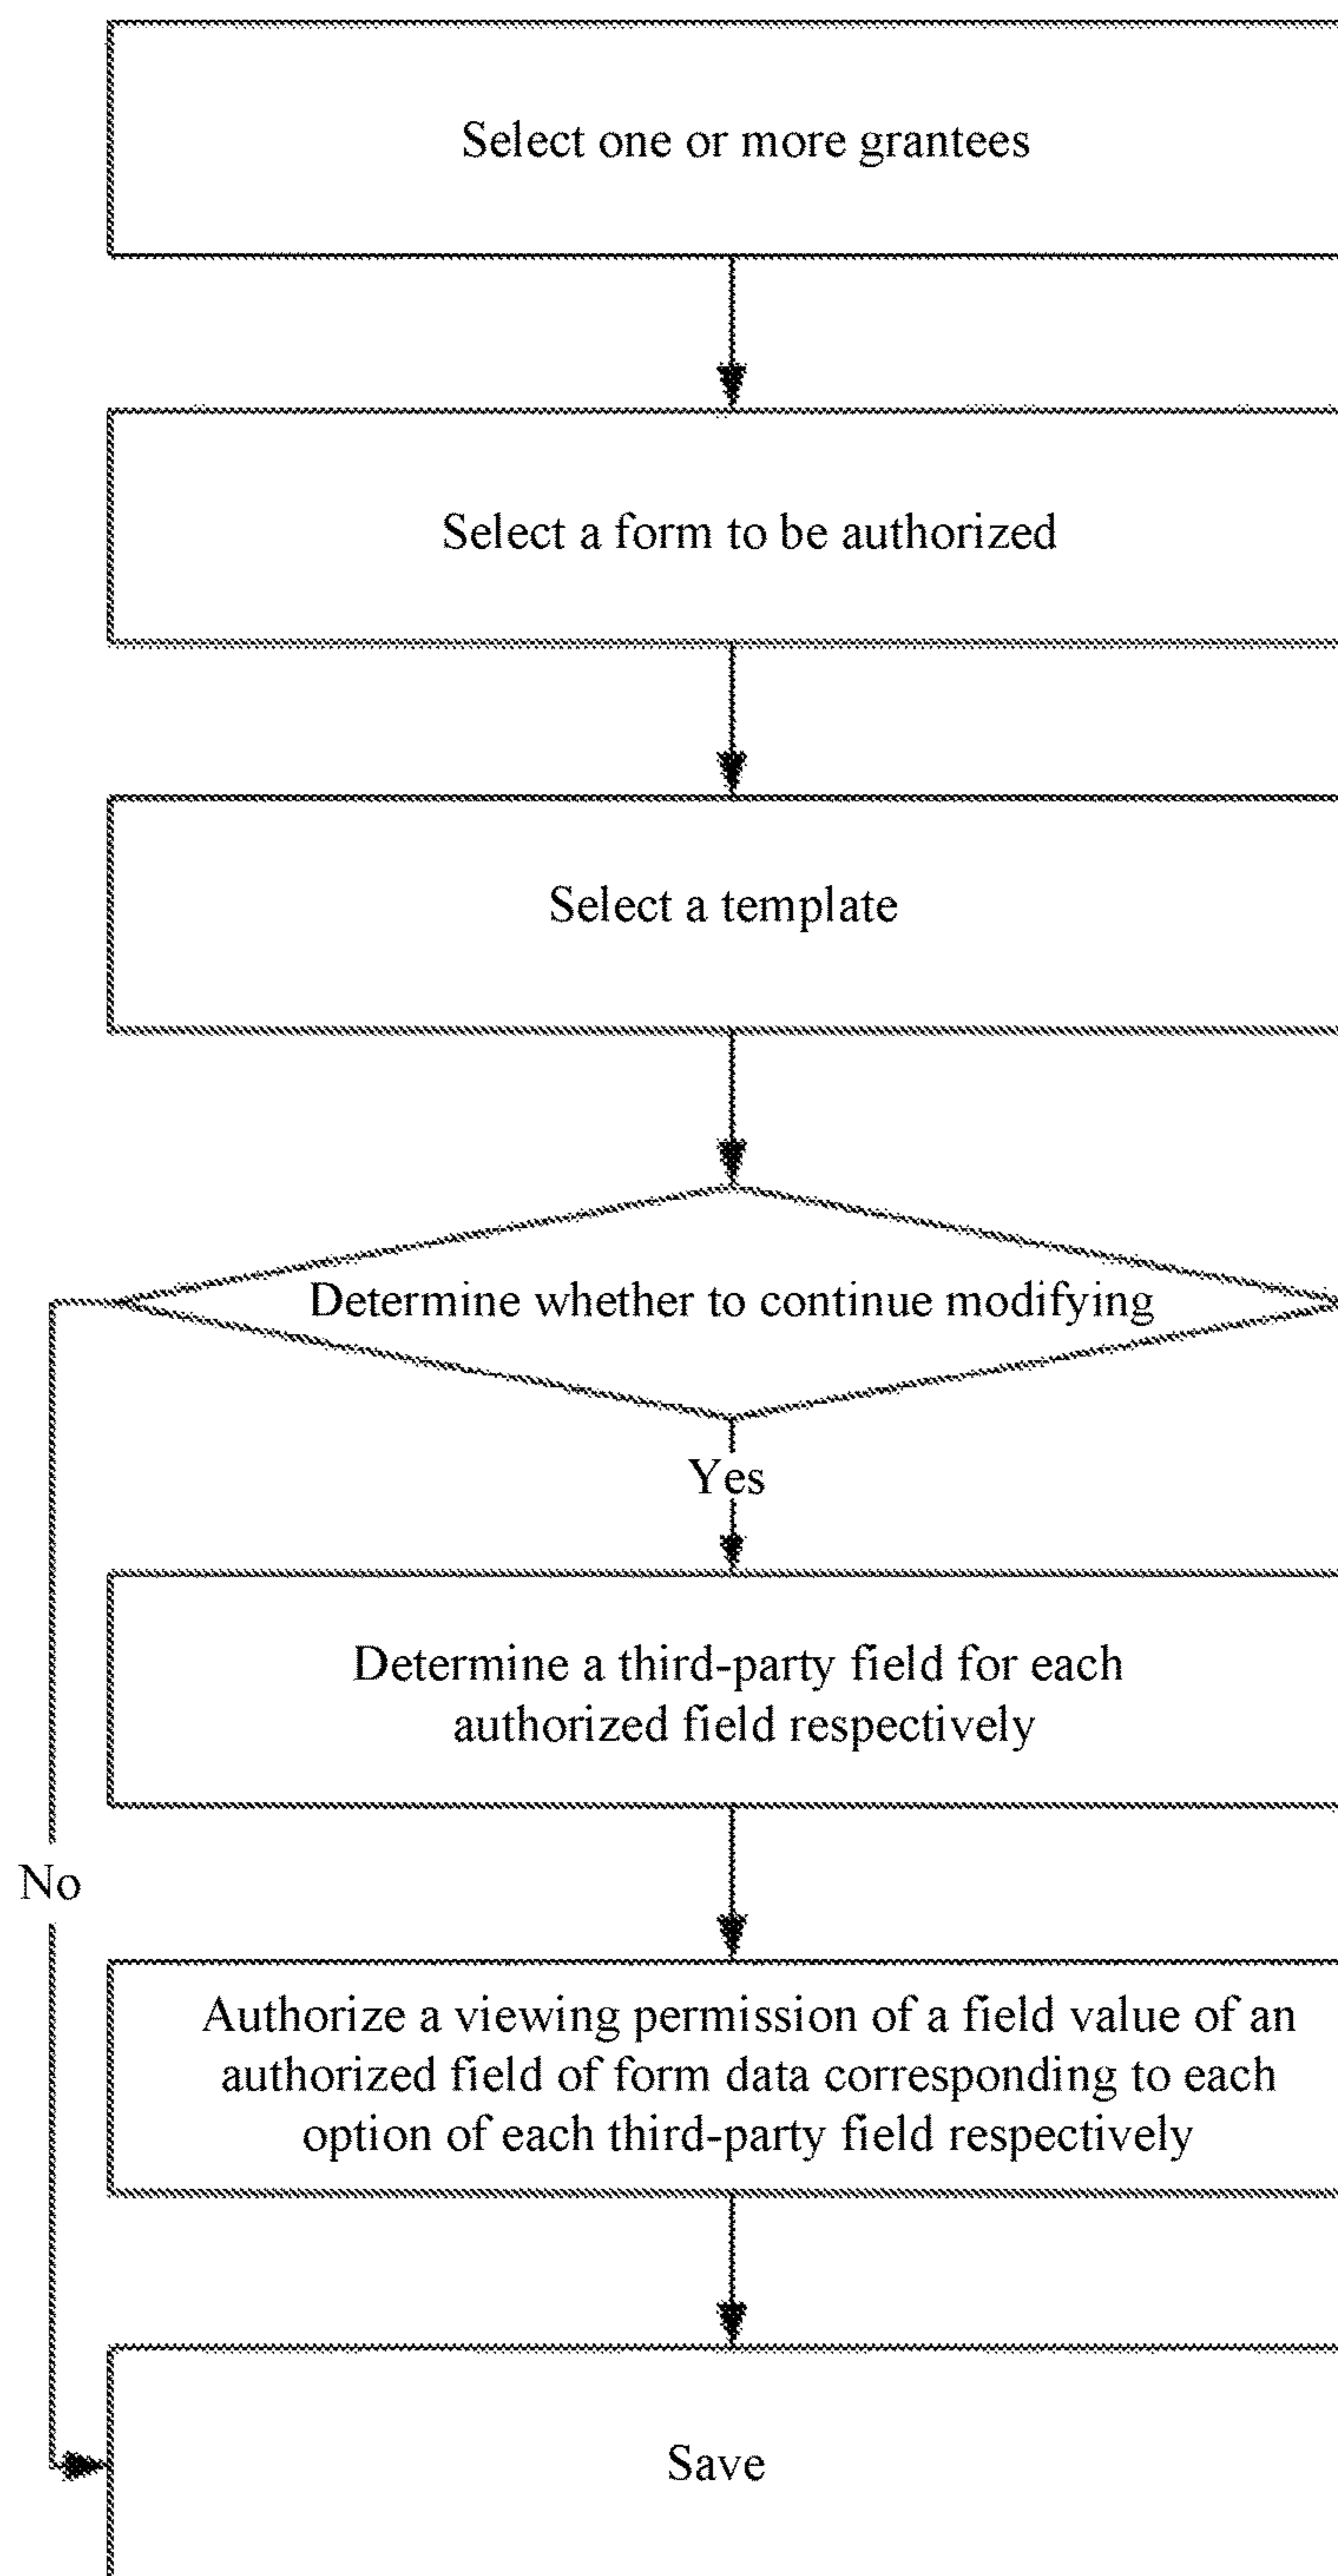 Select one or more grantees
Select a form to be authorized
Select a template
Determine whether to continue modifying
Yes
Determine a third-party field for each
authorized field respectively
No
Authorize a viewing permission of a field value of an
authorized field of form data corresponding to each
option of each third-party field respectively
Save